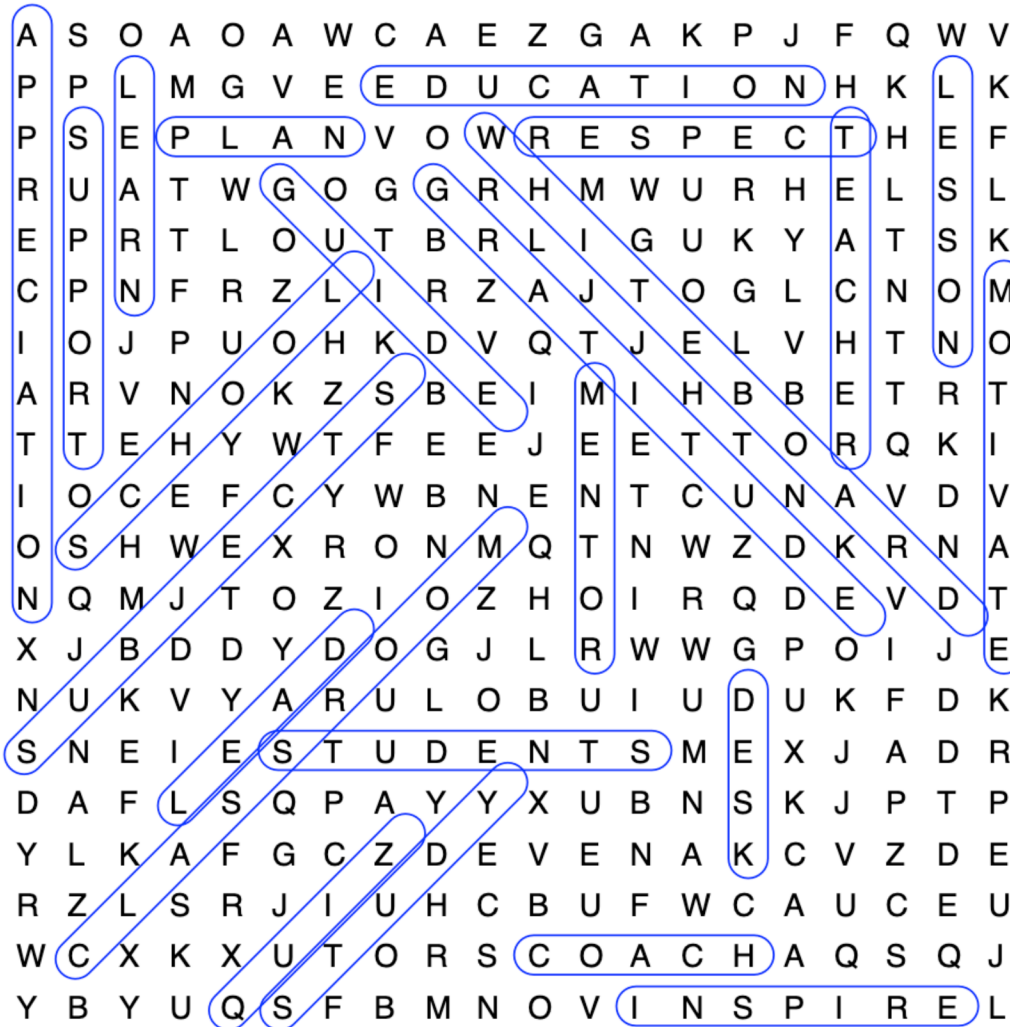 A S O A O A W C A E Z G A K P J F Q W V
P P L M G V E E D U C A T I O N H K L K
P S E P L A N V O W R E S P E C T H E F
R U A T W G O G G R H M W U R H E L S L
E P R T L O U T B R L I G U K Y A T S K
C P N F R Z L I R Z A J T O G L C N O M
I O J P U O H K D V Q T J E L V H T N O
A R V N O K Z S B E I M I H B B E T R T
T T E H Y W T F E E J E E T T O R Q K I
I O C E F C Y W B N E N T C U N A V D V
O S H W E X R O N M Q T N W Z D K R N A
N Q M J T O Z I O Z H O I R Q D E V D T
X J B D D Y D O G J L R W W G P O I J E
N U K V Y A R U L O B U I U D U K F D K
S N E I E S T U D E N T S M E X J A D R
D A F L S Q P A Y Y X U B N S K J P T P
Y L K A F G C Z D E V E N A K C V Z D E
R Z L S R J I U H C B U F W C A U C E U
W C X K X U T O R S C O A C H A Q S Q J
Y B Y U Q S F B M N O V I N S P I R E L